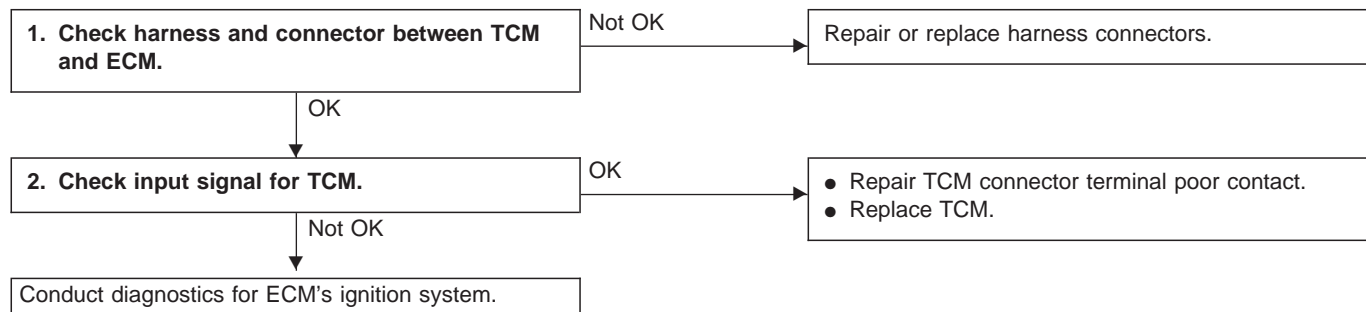 1. Check harness and connector between TCM
and ECM.
Not OK
Repair or replace harness connectors.
OK
2. Check input signal for TCM.
OK
● Repair TCM connector terminal poor contact.
● Replace TCM.
Not OK
Conduct diagnostics for ECM's ignition system.